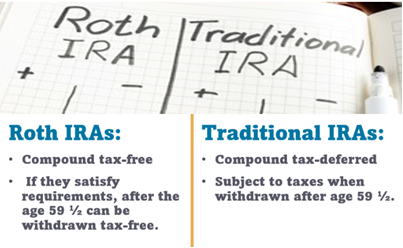 Roth
IRA
Traditional
IRA
+ −
+ −
Roth IRAs:
• Compound tax-free
• If they satisfy
requirements, after the
age 59 ½ can be
withdrawn tax-free.
Traditional IRAs:
• Compound tax-deferred
• Subject to taxes when
withdrawn after age 59 ½.